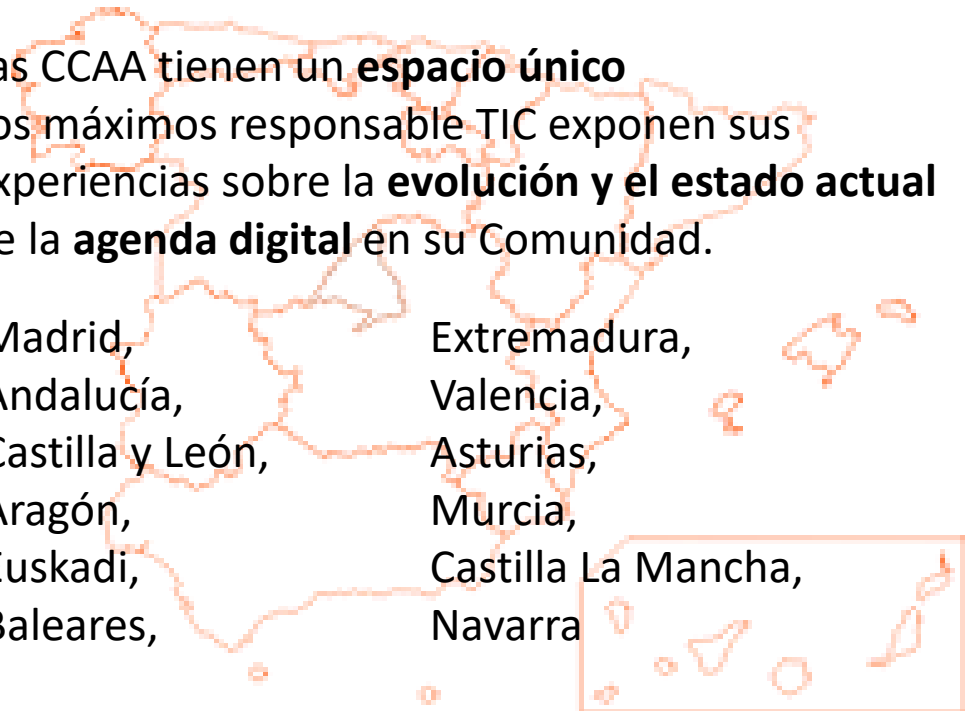 as CCAA tienen un espacio único
os máximos responsable TIC exponen sus
xperiencias sobre la evolución y el estado actual
e la agenda digital en su Comunidad.
Madrid,
Andalucía,
Castilla y León,
Aragón,
Euskadi,
Baleares,
Extremadura,
Valencia,
Asturias,
Murcia,
Castilla La Mancha,
Navarra